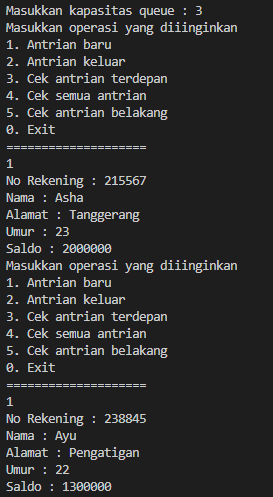 Masukkan kapasitas queue : 3
Masukkan operasi yang diiinginkan
1. Antrian baru
2. Antrian keluar
3. Cek antrian terdepan
4. Cek semua antrian
5. Cek antrian belakang
0. Exit
====================
1
No Rekening : 215567
Nama : Asha
Alamat : Tanggerang
Umur : 23
Saldo : 2000000
Masukkan operasi yang diiinginkan
1. Antrian baru
2. Antrian keluar
3. Cek antrian terdepan
4. Cek semua antrian
5. Cek antrian belakang
0. Exit
====================
1
No Rekening : 238845
Nama : Ayu
Alamat : Pengatigan
Umur : 22
Saldo : 1300000